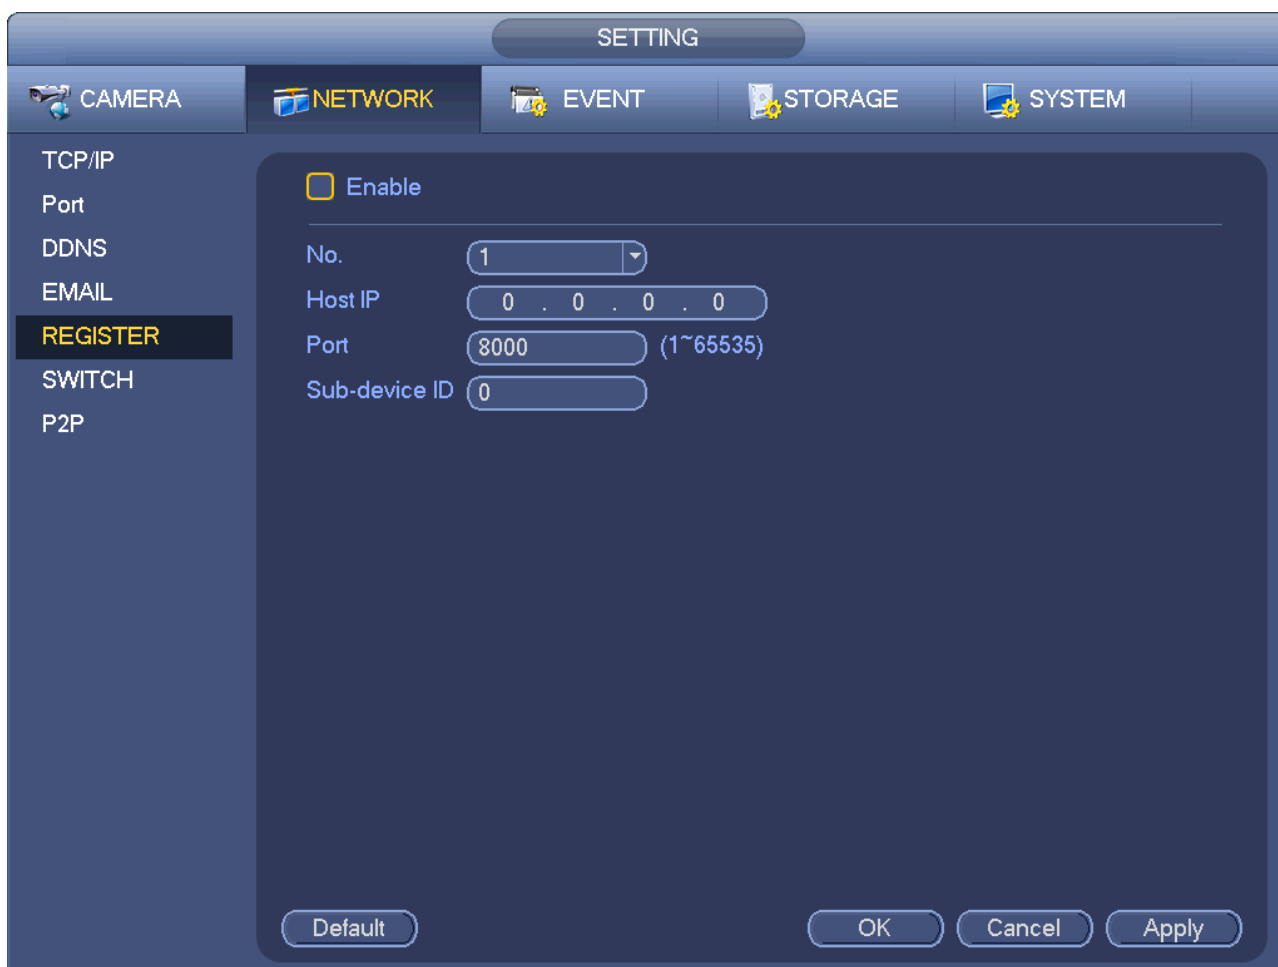 SETTING
CAMERA NETWORK EVENT STORAGE SYSTEM
TCP/IP
Port
DDNS
EMAIL
REGISTER
SWITCH
P2P
Enable
No. 1
Host IP 0 . 0 . 0 . 0
Port 8000 (1~65535)
Sub-device ID 0
Default OK Cancel Apply